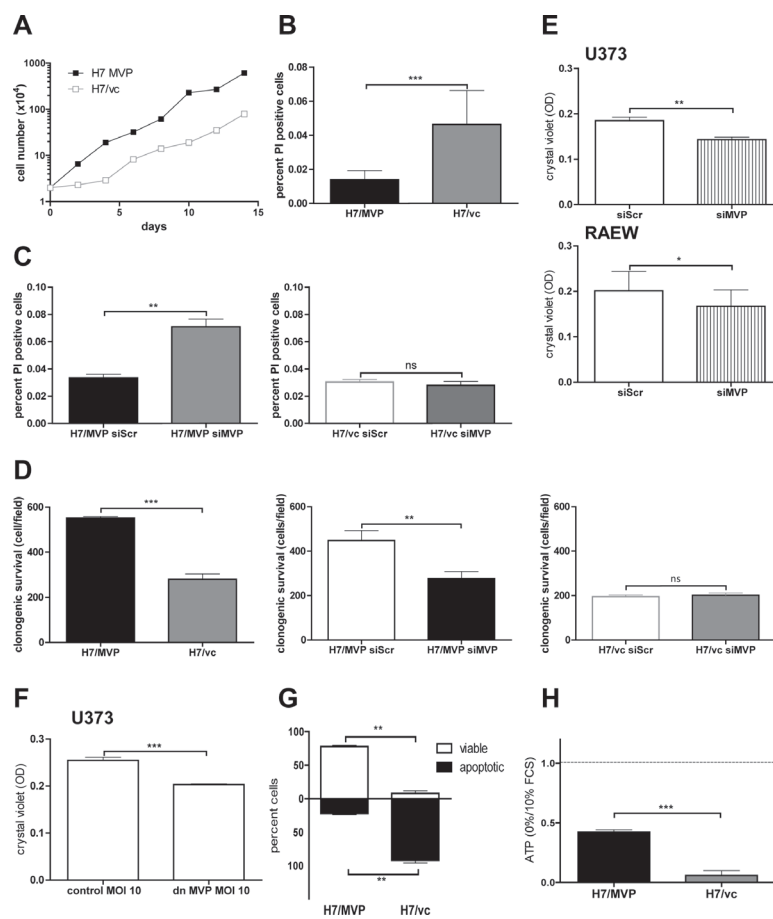 A
cell number (x10⁴)
1000
100
10
1
H7 MVP
H7/vc
0
5
10
15
days
B
percent PI positive cells
0.08
0.06
0.04
0.02
0.00
***
H7/MVP
H7/vc
E
U373
crystal violet (OD)
0.3
0.2
0.1
0.0
**
siScr
siMVP
RAEW
crystal violet (OD)
0.3
0.2
0.1
0.0
*
siScr
siMVP
C
percent PI positive cells
0.10
0.08
0.06
0.04
0.02
0.00
**
H7/MVP siScr
H7/MVP siMVP
percent PI positive cells
0.10
0.08
0.06
0.04
0.02
0.00
ns
H7/vc siScr
H7/vc siMVP
D
clonogenic survival (cell/field)
600
400
200
0
***
H7/MVP
H7/vc
clonogenic survival (cells/field)
600
400
200
0
**
H7/MVP siScr
H7/MVP siMVP
clonogenic survival (cells/field)
600
400
200
0
ns
H7/vc siScr
H7/vc siMVP
F
U373
crystal violet (OD)
0.3
0.2
0.1
0.0
***
control MOI 10
dn MVP MOI 10
G
percent cells
100
50
0
50
100
**
viable
apoptotic
**
H7/MVP
H7/vc
H
ATP (0%/10% FCS)
1.0
0.5
0.0
***
H7/MVP
H7/vc